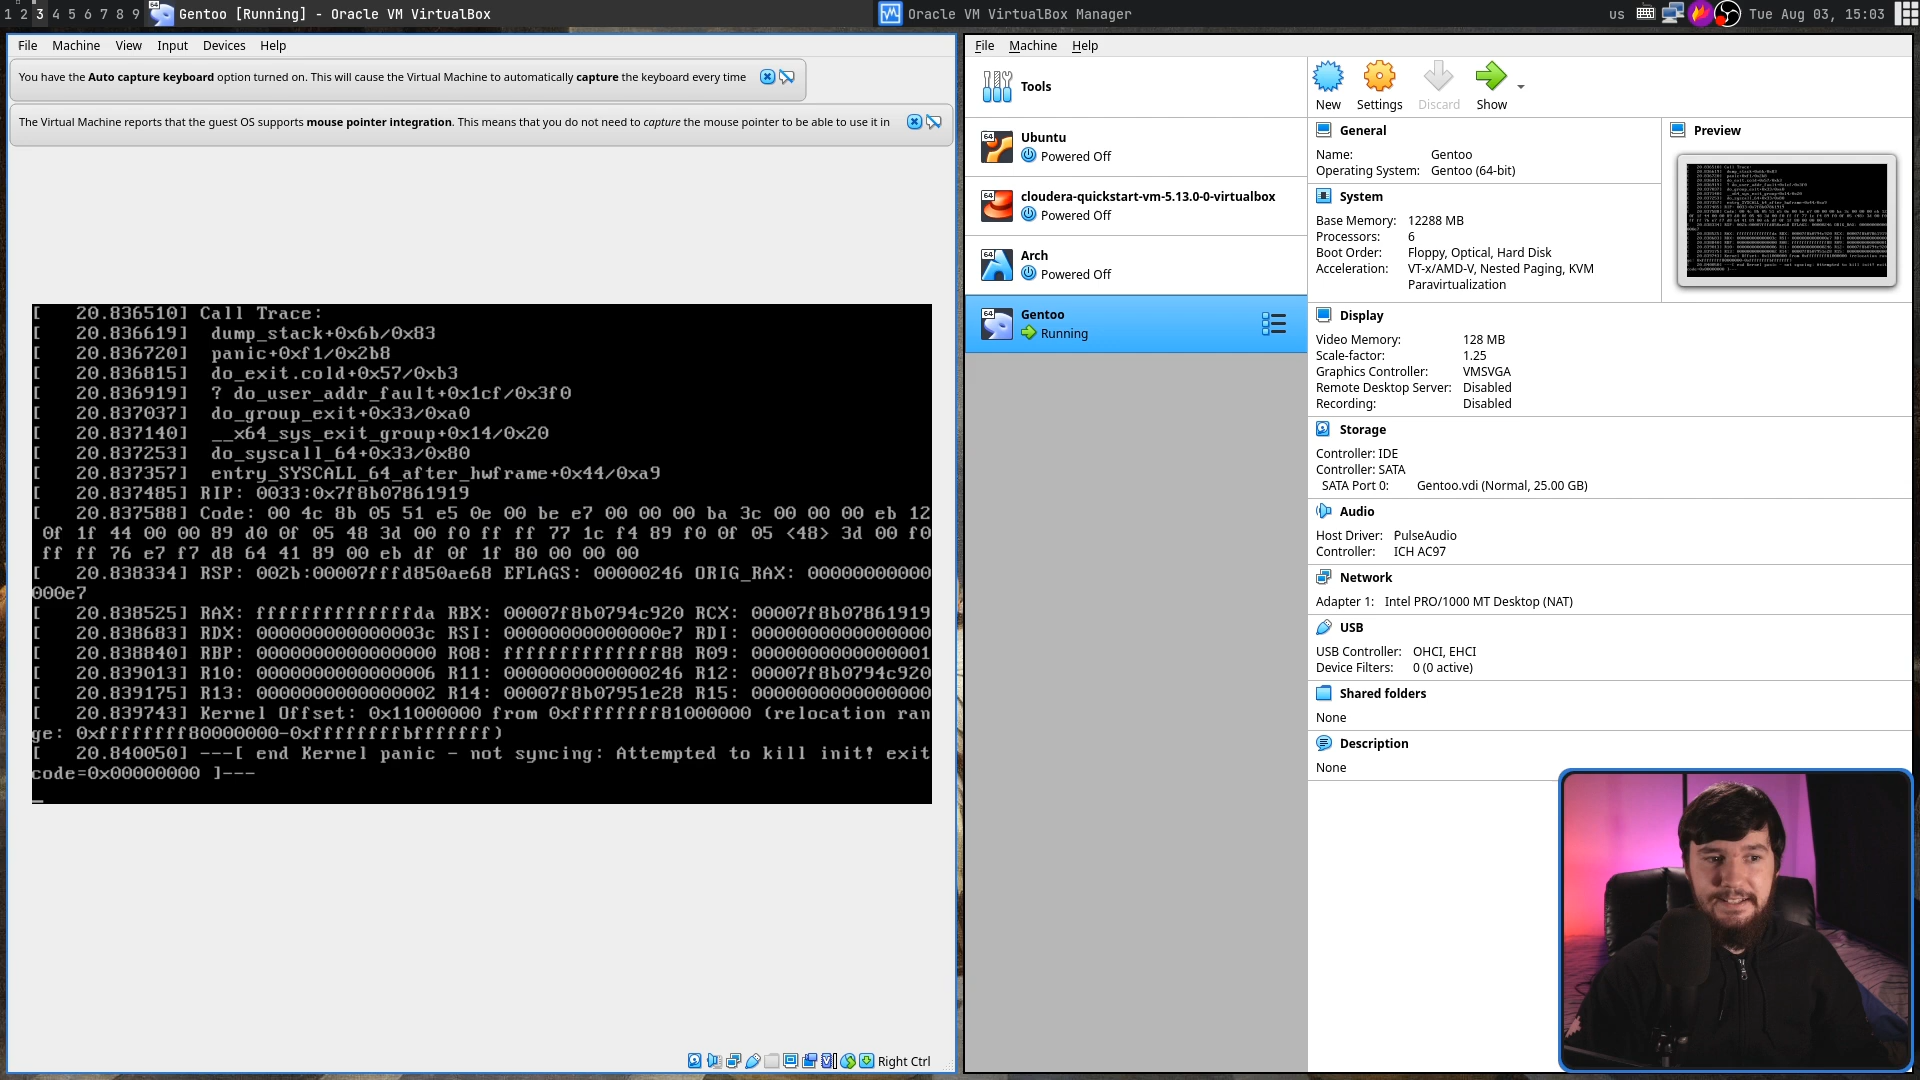 1 2 3 4 5 6 7 8 9 Gentoo [Running] - Oracle VM VirtualBox
Oracle VM VirtualBox Manager
us Tue Aug 03, 15:03
File Machine View Input Devices Help
You have the Auto capture keyboard option turned on. This will cause the Virtual Machine to automatically capture the keyboard every time
The Virtual Machine reports that the guest OS supports mouse pointer integration. This means that you do not need to capture the mouse pointer to be able to use it in
[   20.836510] Call Trace:
[   20.836619]  dump_stack+0x6b/0x83
[   20.836720]  panic+0xf1/0x2b8
[   20.836815]  do_exit.cold+0x57/0xb3
[   20.836919]  ? do_user_addr_fault+0x1cf/0x3f0
[   20.837037]  do_group_exit+0x33/0xa0
[   20.837140]  __x64_sys_exit_group+0x14/0x20
[   20.837253]  do_syscall_64+0x33/0x80
[   20.837357]  entry_SYSCALL_64_after_hwframe+0x44/0xa9
[   20.837485] RIP: 0033:0x7f8b07861919
[   20.837588] Code: 00 4c 8b 05 51 e5 0e 00 be e7 00 00 00 ba 3c 00 00 00 eb 12
0f 1f 44 00 00 89 d0 0f 05 48 3d 00 f0 ff ff 77 1c f4 89 f0 0f 05 <48> 3d 00 f0
ff ff 76 e7 f7 d8 64 41 89 00 eb df 0f 1f 80 00 00 00 00
[   20.838334] RSP: 002b:00007fffd850ae68 EFLAGS: 00000246 ORIG_RAX: 00000000000
000e7
[   20.838525] RAX: ffffffffffffffda RBX: 00007f8b0794c920 RCX: 00007f8b07861919
[   20.838683] RDX: 000000000000003c RSI: 00000000000000e7 RDI: 0000000000000000
[   20.838840] RBP: 0000000000000000 R08: ffffffffffffff88 R09: 0000000000000001
[   20.839013] R10: 0000000000000006 R11: 0000000000000246 R12: 00007f8b0794c920
[   20.839175] R13: 0000000000000002 R14: 00007f8b07951e28 R15: 0000000000000000
[   20.839743] Kernel Offset: 0x11000000 from 0xffffffff81000000 (relocation ran
ge: 0xffffffff80000000-0xffffffffbfffffff)
[   20.840050] ---[ end Kernel panic - not syncing: Attempted to kill init! exit
code=0x00000000 ]---
Right Ctrl
File Machine Help
Tools
64 Ubuntu
Powered Off
64 cloudera-quickstart-vm-5.13.0-0-virtualbox
Powered Off
64 Arch
Powered Off
64 Gentoo
Running
New Settings Discard Show
General
Name: Gentoo
Operating System: Gentoo (64-bit)
Preview
System
Base Memory: 12288 MB
Processors: 6
Boot Order: Floppy, Optical, Hard Disk
Acceleration: VT-x/AMD-V, Nested Paging, KVM
Paravirtualization
Display
Video Memory: 128 MB
Scale-factor: 1.25
Graphics Controller: VMSVGA
Remote Desktop Server: Disabled
Recording: Disabled
Storage
Controller: IDE
Controller: SATA
SATA Port 0: Gentoo.vdi (Normal, 25.00 GB)
Audio
Host Driver: PulseAudio
Controller: ICH AC97
Network
Adapter 1: Intel PRO/1000 MT Desktop (NAT)
USB
USB Controller: OHCI, EHCI
Device Filters: 0 (0 active)
Shared folders
None
Description
None